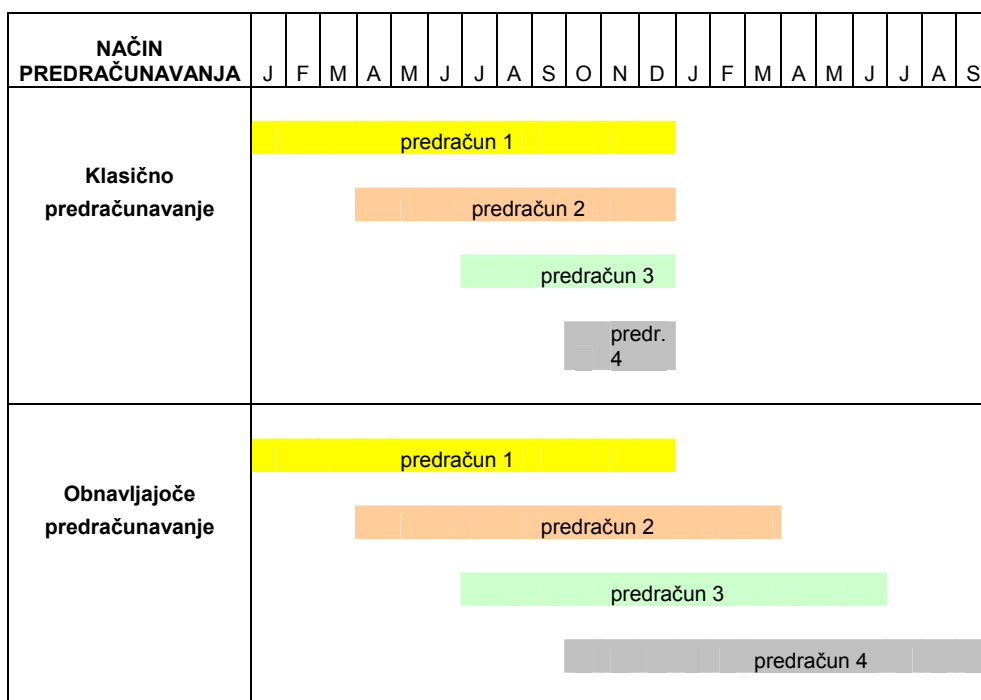 NAČIN
PREDRAČUNAVANJA J F M A M J J A S O N D J F M A M J J A S
predračun 1
Klasično
predračunavanje
predračun 2
predračun 3
predr.
4
predračun 1
Obnavljajoče
predračunavanje
predračun 2
predračun 3
predračun 4